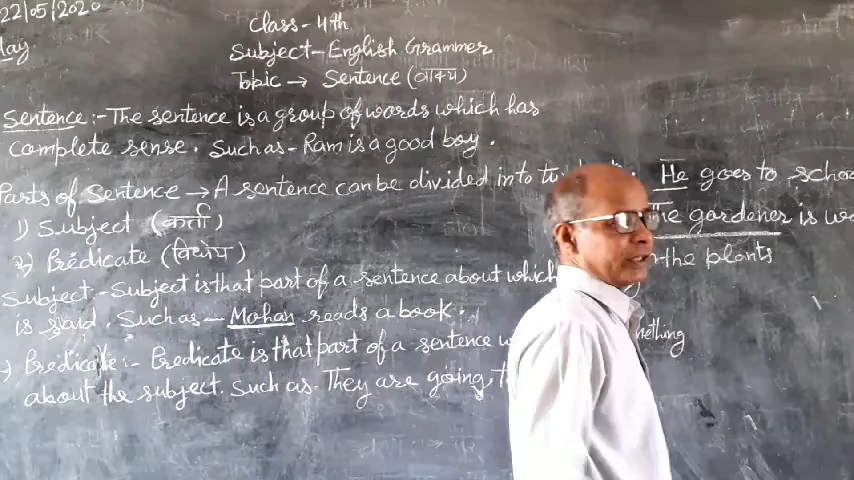 22/05/2020
day
Class-4th
Subject-English Grammer
Topic → Sentence (वाक्य)
Sentence :- The sentence is a group of words which has
complete sense. Such as - Ram is a good boy.
Parts of Sentence → A sentence can be divided into
1) Subject (कर्ता)
2) Predicate (विधेय)
Subject:- Subject is that part of a sentence about which
is said. Such as - Mohan reads a book.
Predicate :- Predicate is that part of a sentence
about the subject. Such as. They are going
He goes to
The gardener is
the plants